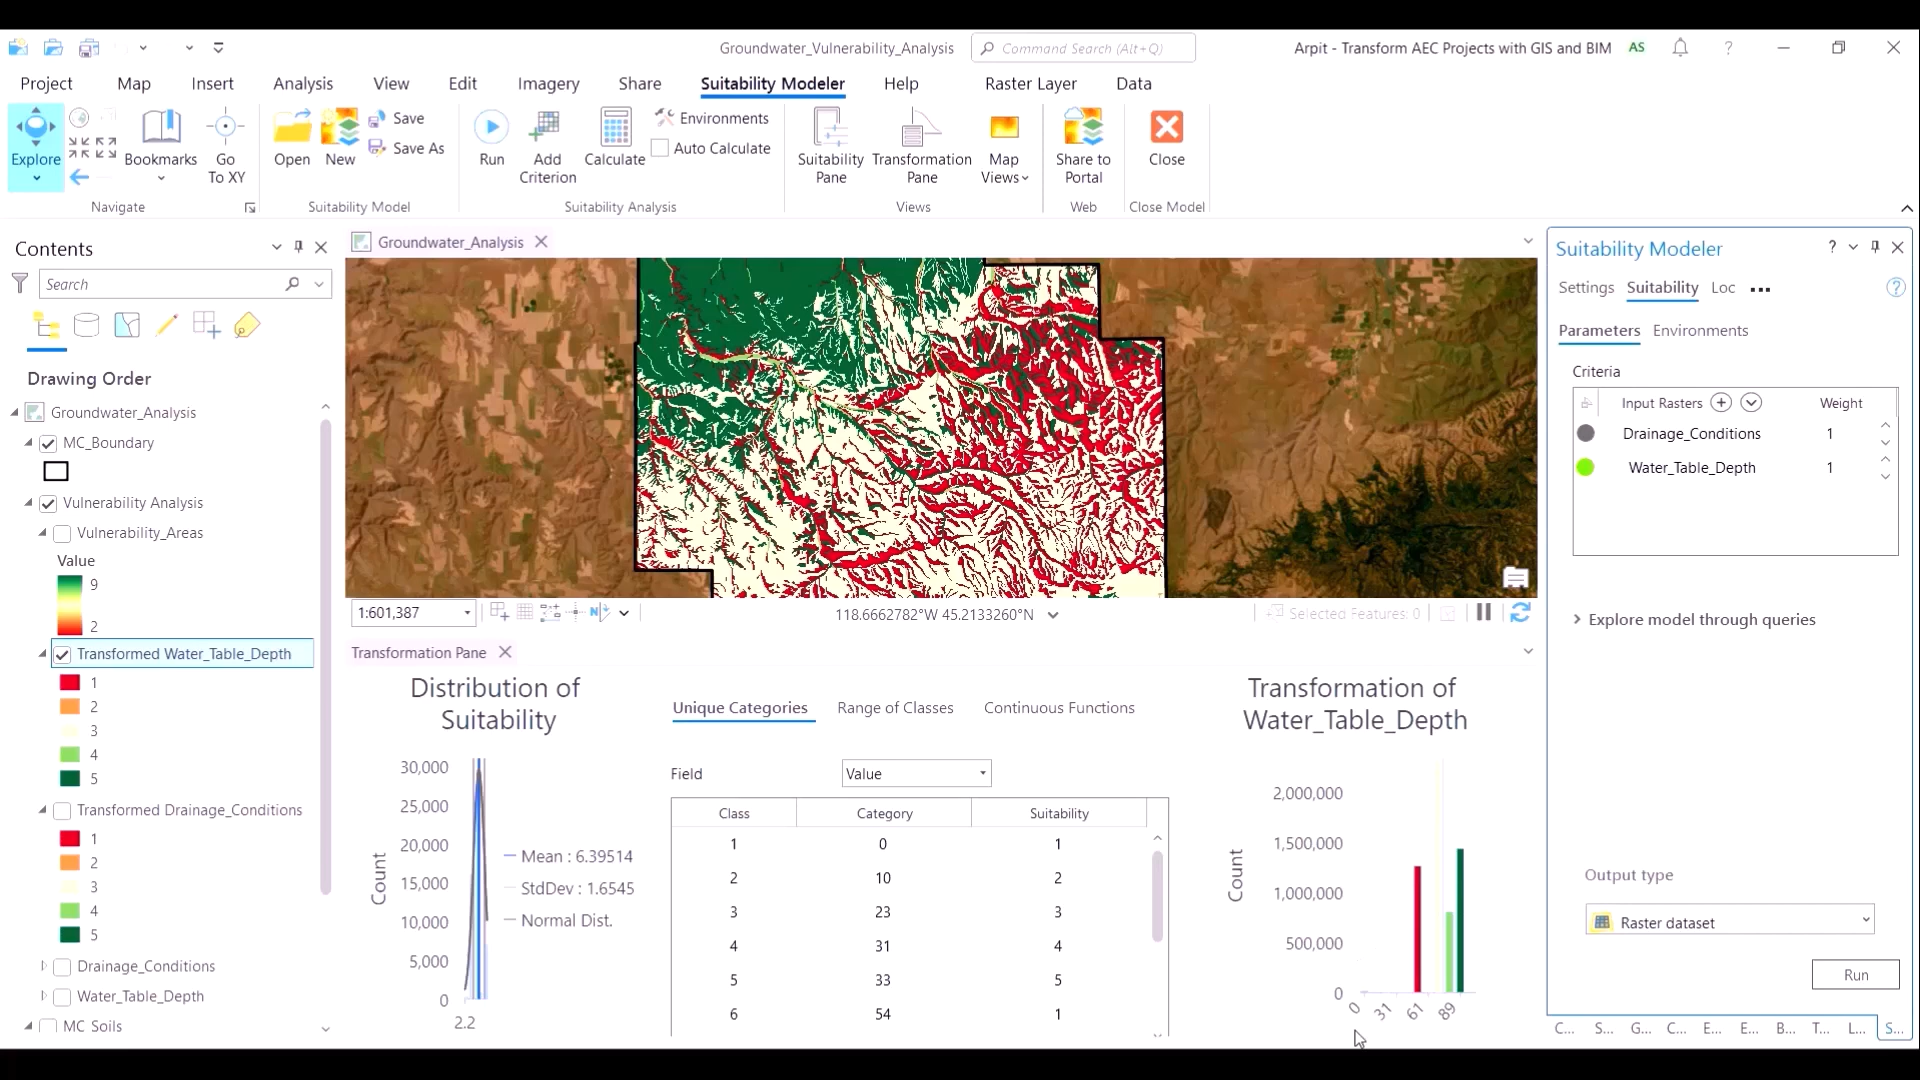 Groundwater_Vulnerability_Analysis
Command Search (Alt+Q)
Arpit - Transform AEC Projects with GIS and BIM
AS
?
Project
Map
Insert
Analysis
View
Edit
Imagery
Share
Suitability Modeler
Help
Raster Layer
Data
Explore
Bookmarks
Go
To XY
Navigate
Open
New
Save
Save As
Suitability Model
Run
Add
Criterion
Calculate
Environments
Auto Calculate
Suitability Analysis
Suitability
Pane
Transformation
Pane
Map
Views
Views
Share to
Portal
Web
Close
Close Model
Contents
Search
Drawing Order
Groundwater_Analysis
MC_Boundary
Vulnerability Analysis
Vulnerability_Areas
Value
9
2
Transformed Water_Table_Depth
1
2
3
4
5
Transformed Drainage_Conditions
1
2
3
4
5
Drainage_Conditions
Water_Table_Depth
MC Soils
Groundwater_Analysis
1:601,387
N
118.6662782°W 45.2133260°N
Selected Features: 0
Transformation Pane
Distribution of
Suitability
30,000
25,000
20,000
15,000
10,000
5,000
0
Count
2.2
Mean : 6.39514
StdDev : 1.6545
Normal Dist.
Unique Categories
Range of Classes
Continuous Functions
Field
Value
Class Category Suitability
1 0 1
2 10 2
3 23 3
4 31 4
5 33 5
6 54 1
Transformation of
Water_Table_Depth
2,000,000
1,500,000
1,000,000
500,000
0
Count
0
31
61
89
Suitability Modeler
?
Settings
Suitability
Loc
...
?
Parameters
Environments
Criteria
Input Rasters
Weight
Drainage_Conditions 1
Water_Table_Depth 1
Explore model through queries
Output type
Raster dataset
Run
C...
S...
G...
C...
E...
E...
B...
T...
L...
S...